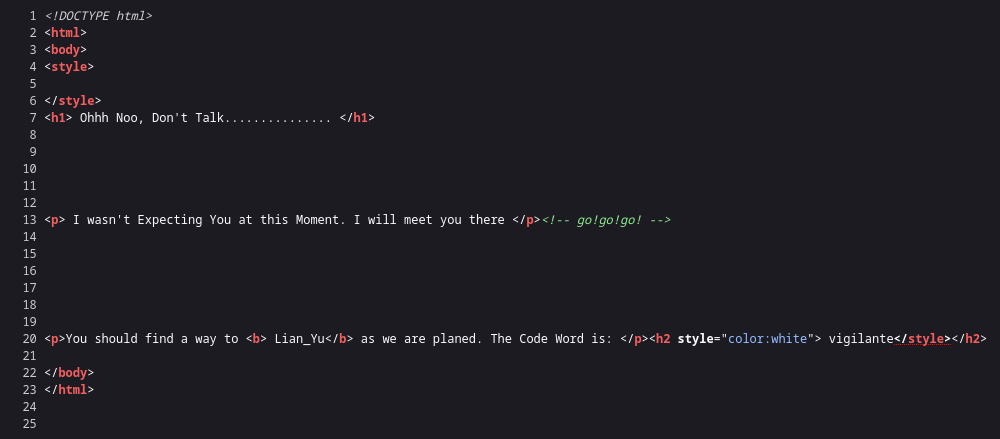 1 <!DOCTYPE html>
2 <html>
3 <body>
4 <style>
5
6 </style>
7 <h1> Ohhh Noo, Don't Talk............... </h1>
8
9
10
11
12
13 <p> I wasn't Expecting You at this Moment. I will meet you there </p><!-- go!go!go! -->
14
15
16
17
18
19
20 <p>You should find a way to <b> Lian_Yu</b> as we are planed. The Code Word is: </p><h2 style="color:white"> vigilante</style></h2>
21
22 </body>
23 </html>
24
25